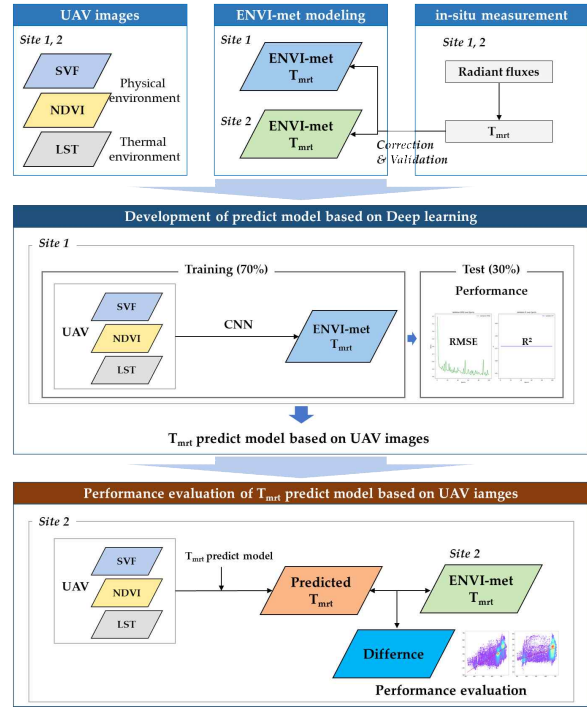 UAV images
Site 1, 2
SVF
NDVI
LST
Physical
environment
Thermal
environment
ENVI-met modeling
Site 1
ENVI-met
Tmrt
Site 2
ENVI-met
Tmrt
in-situ measurement
Site 1, 2
Radiant fluxes
Tmrt
Correction
& Validation
Development of predict model based on Deep learning
Site 1
Training (70%)
UAV
SVF
NDVI
LST
CNN
ENVI-met
Tmrt
Test (30%)
Performance
RMSE
R²
Tmrt predict model based on UAV images
Performance evaluation of Tmrt predict model based on UAV iamges
Site 2
UAV
SVF
NDVI
LST
Tmrt predict model
Predicted
Tmrt
Site 2
ENVI-met
Tmrt
Differnce
Performance evaluation